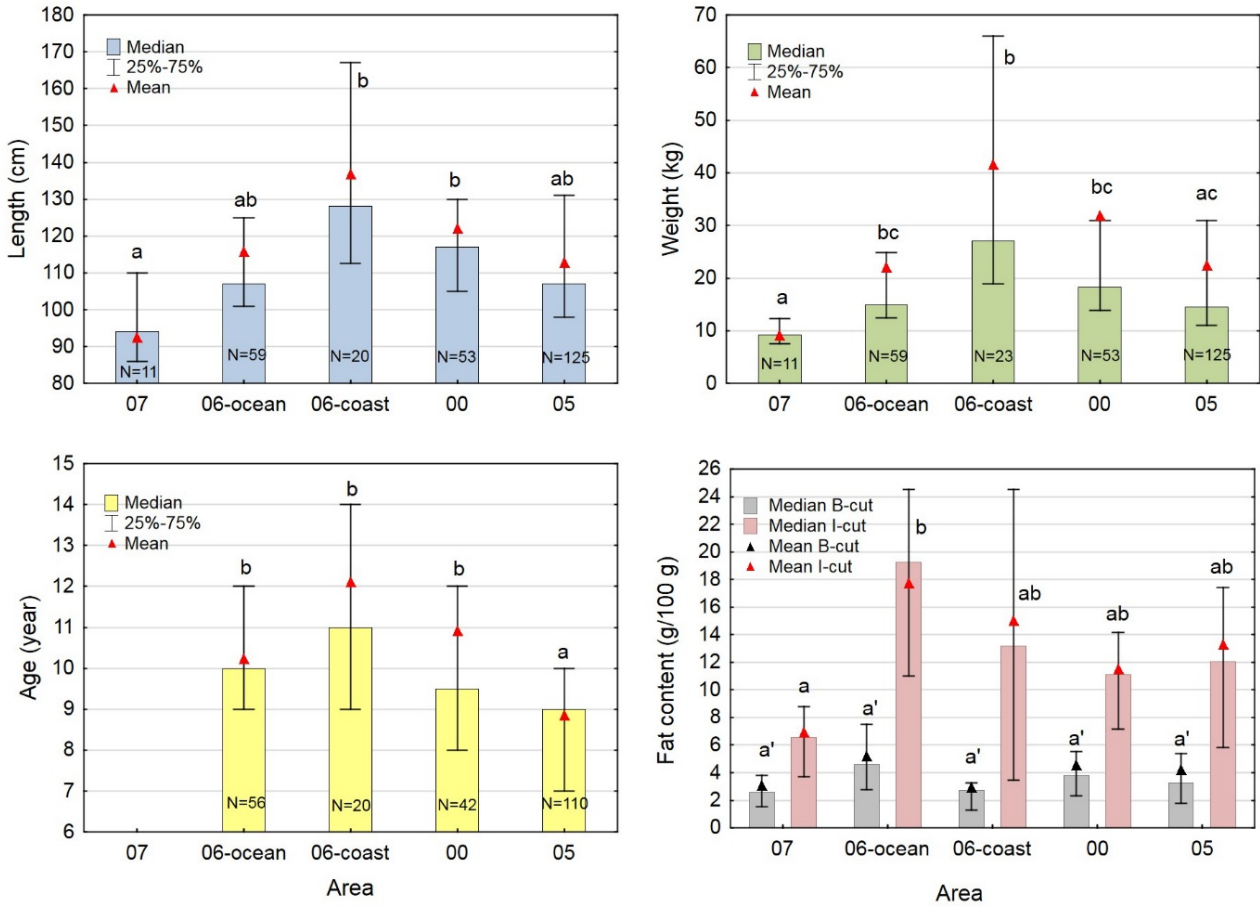 Length (cm)
180
170
160
150
140
130
120
110
100
90
80
Median
25%-75%
Mean
a
ab
b
b
ab
N=11
N=59
N=20
N=53
N=125
07
06-ocean
06-coast
00
05
Weight (kg)
70
60
50
40
30
20
10
0
Median
25%-75%
Mean
a
bc
b
bc
ac
N=11
N=59
N=23
N=53
N=125
07
06-ocean
06-coast
00
05
Age (year)
15
14
13
12
11
10
9
8
7
6
Median
25%-75%
Mean
b
b
b
a
N=56
N=20
N=42
N=110
07
06-ocean
06-coast
00
05
Area
Fat content (g/100 g)
26
24
22
20
18
16
14
12
10
8
6
4
2
0
Median B-cut
Median I-cut
Mean B-cut
Mean I-cut
a'
a
a'
b
a'
ab
a'
ab
a'
ab
07
06-ocean
06-coast
00
05
Area